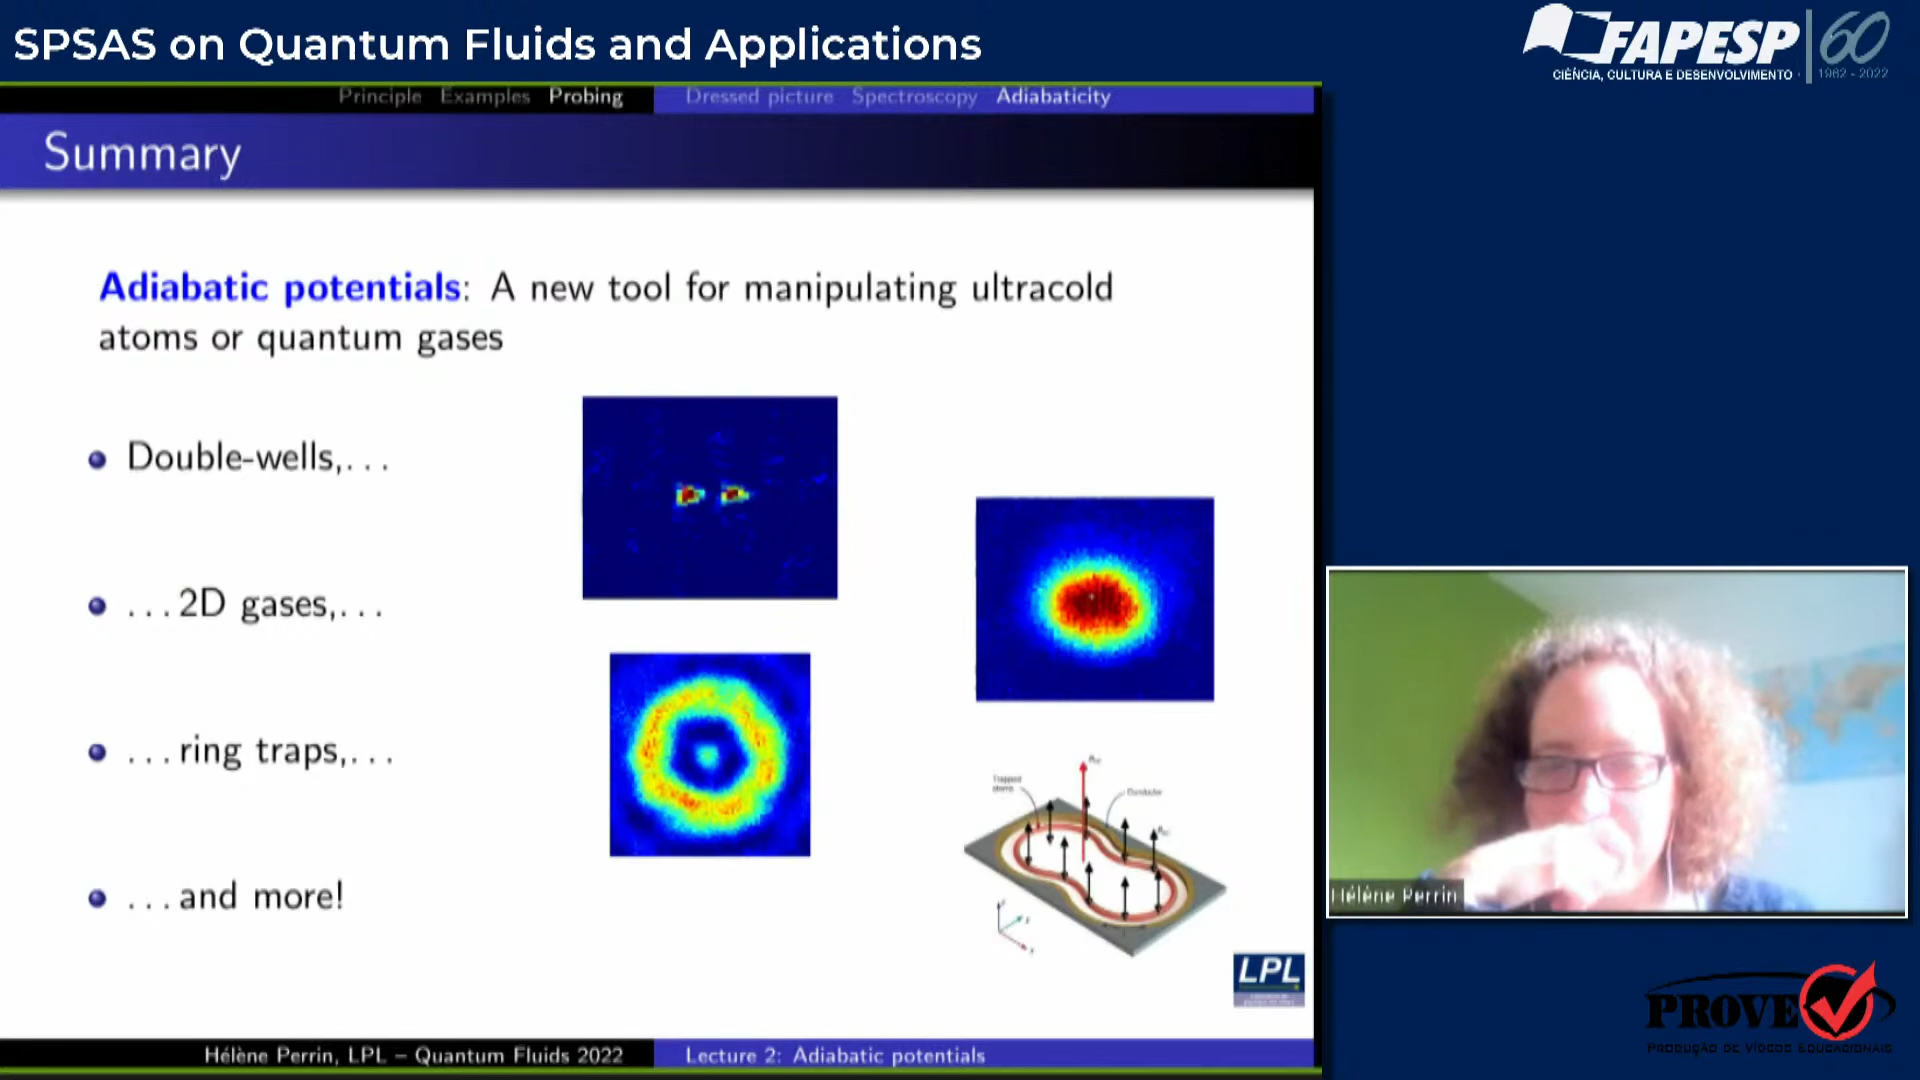 SPSAS on Quantum Fluids and Applications
FAPESP 60
CIÊNCIA, CULTURA E DESENVOLVIMENTO
1962 - 2022
Principle Examples Probing Dressed picture Spectroscopy Adiabaticity
Summary
Adiabatic potentials: A new tool for manipulating ultracold
atoms or quantum gases
Double-wells,...
...2D gases,...
...ring traps,...
...and more!
Trapped
atoms
Conductor
LPL
Hélène Perrin
Hélène Perrin, LPL – Quantum Fluids 2022
Lecture 2: Adiabatic potentials
PROVE
PRODUÇÃO DE VÍDEOS EDUCACIONAIS